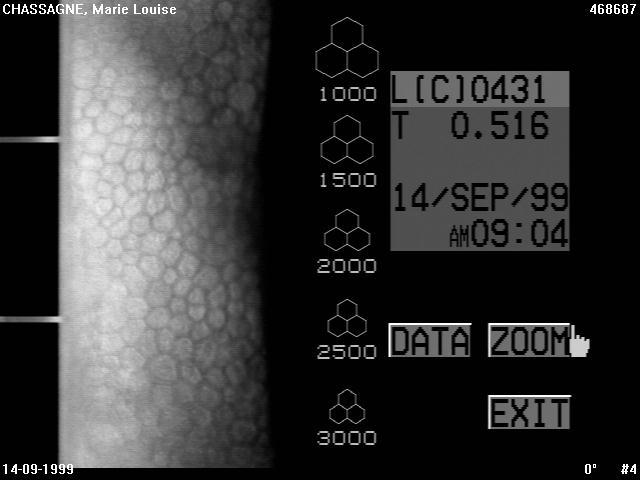 CHASSAGNE, Marie Louise
468687
1000
1500
2000
2500
3000
L(C)0431
T 0.516
14/SEP/99
AM09:04
DATA ZOOM
EXIT
14-09-1999
0° #4